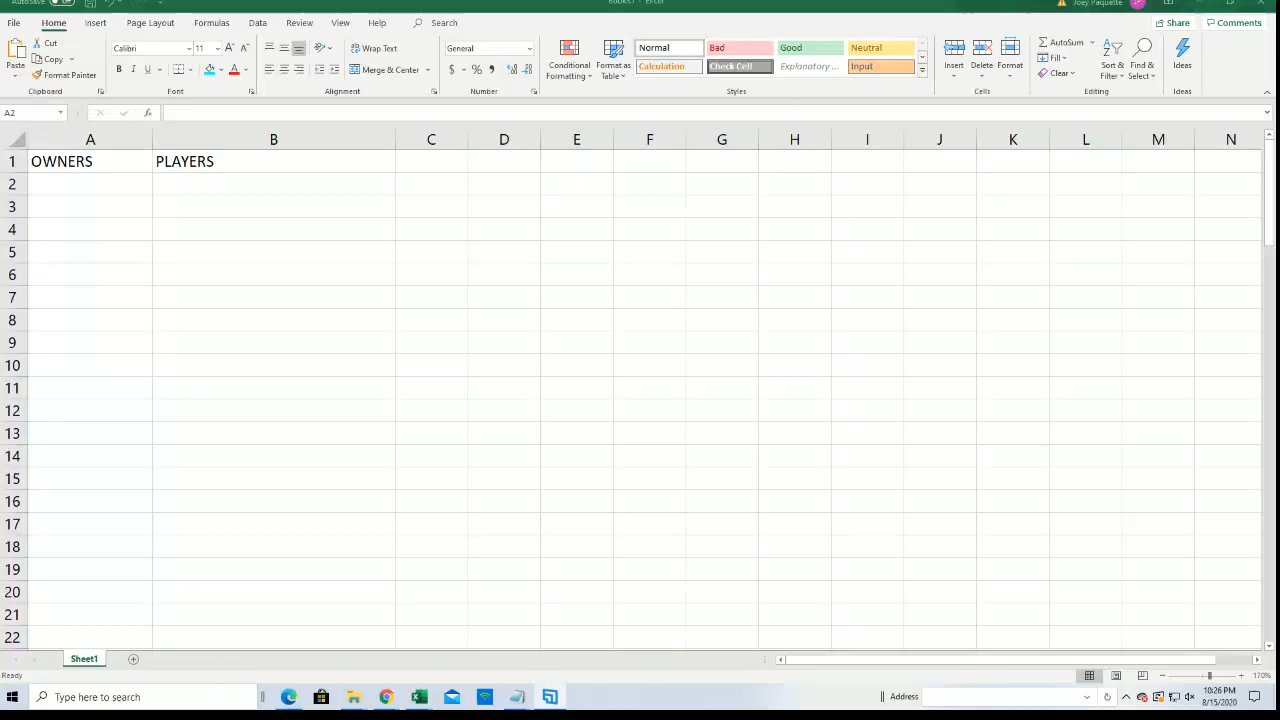 AutoSave
Book5J - Excel
Joey Paquette
File Home Insert Page Layout Formulas Data Review View Help Search Share Comments
Cut
Copy
Format Painter
Paste
Clipboard
Calibri 11
B I U
Font
Wrap Text
Merge & Center
Alignment
General
$ % ,
Number
Conditional Formatting
Format as Table
Normal Bad Good Neutral
Calculation Check Cell Explanatory ... Input
Styles
Insert Delete Format
Cells
AutoSum
Fill
Clear
Sort & Filter
Find & Select
Editing
Ideas
Ideas
A2 fx
A B C D E F G H I J K L M N
1 OWNERS PLAYERS
2
3
4
5
6
7
8
9
10
11
12
13
14
15
16
17
18
19
20
21
22
Sheet1
Ready 170%
Type here to search Address 10:26 PM
8/15/2020